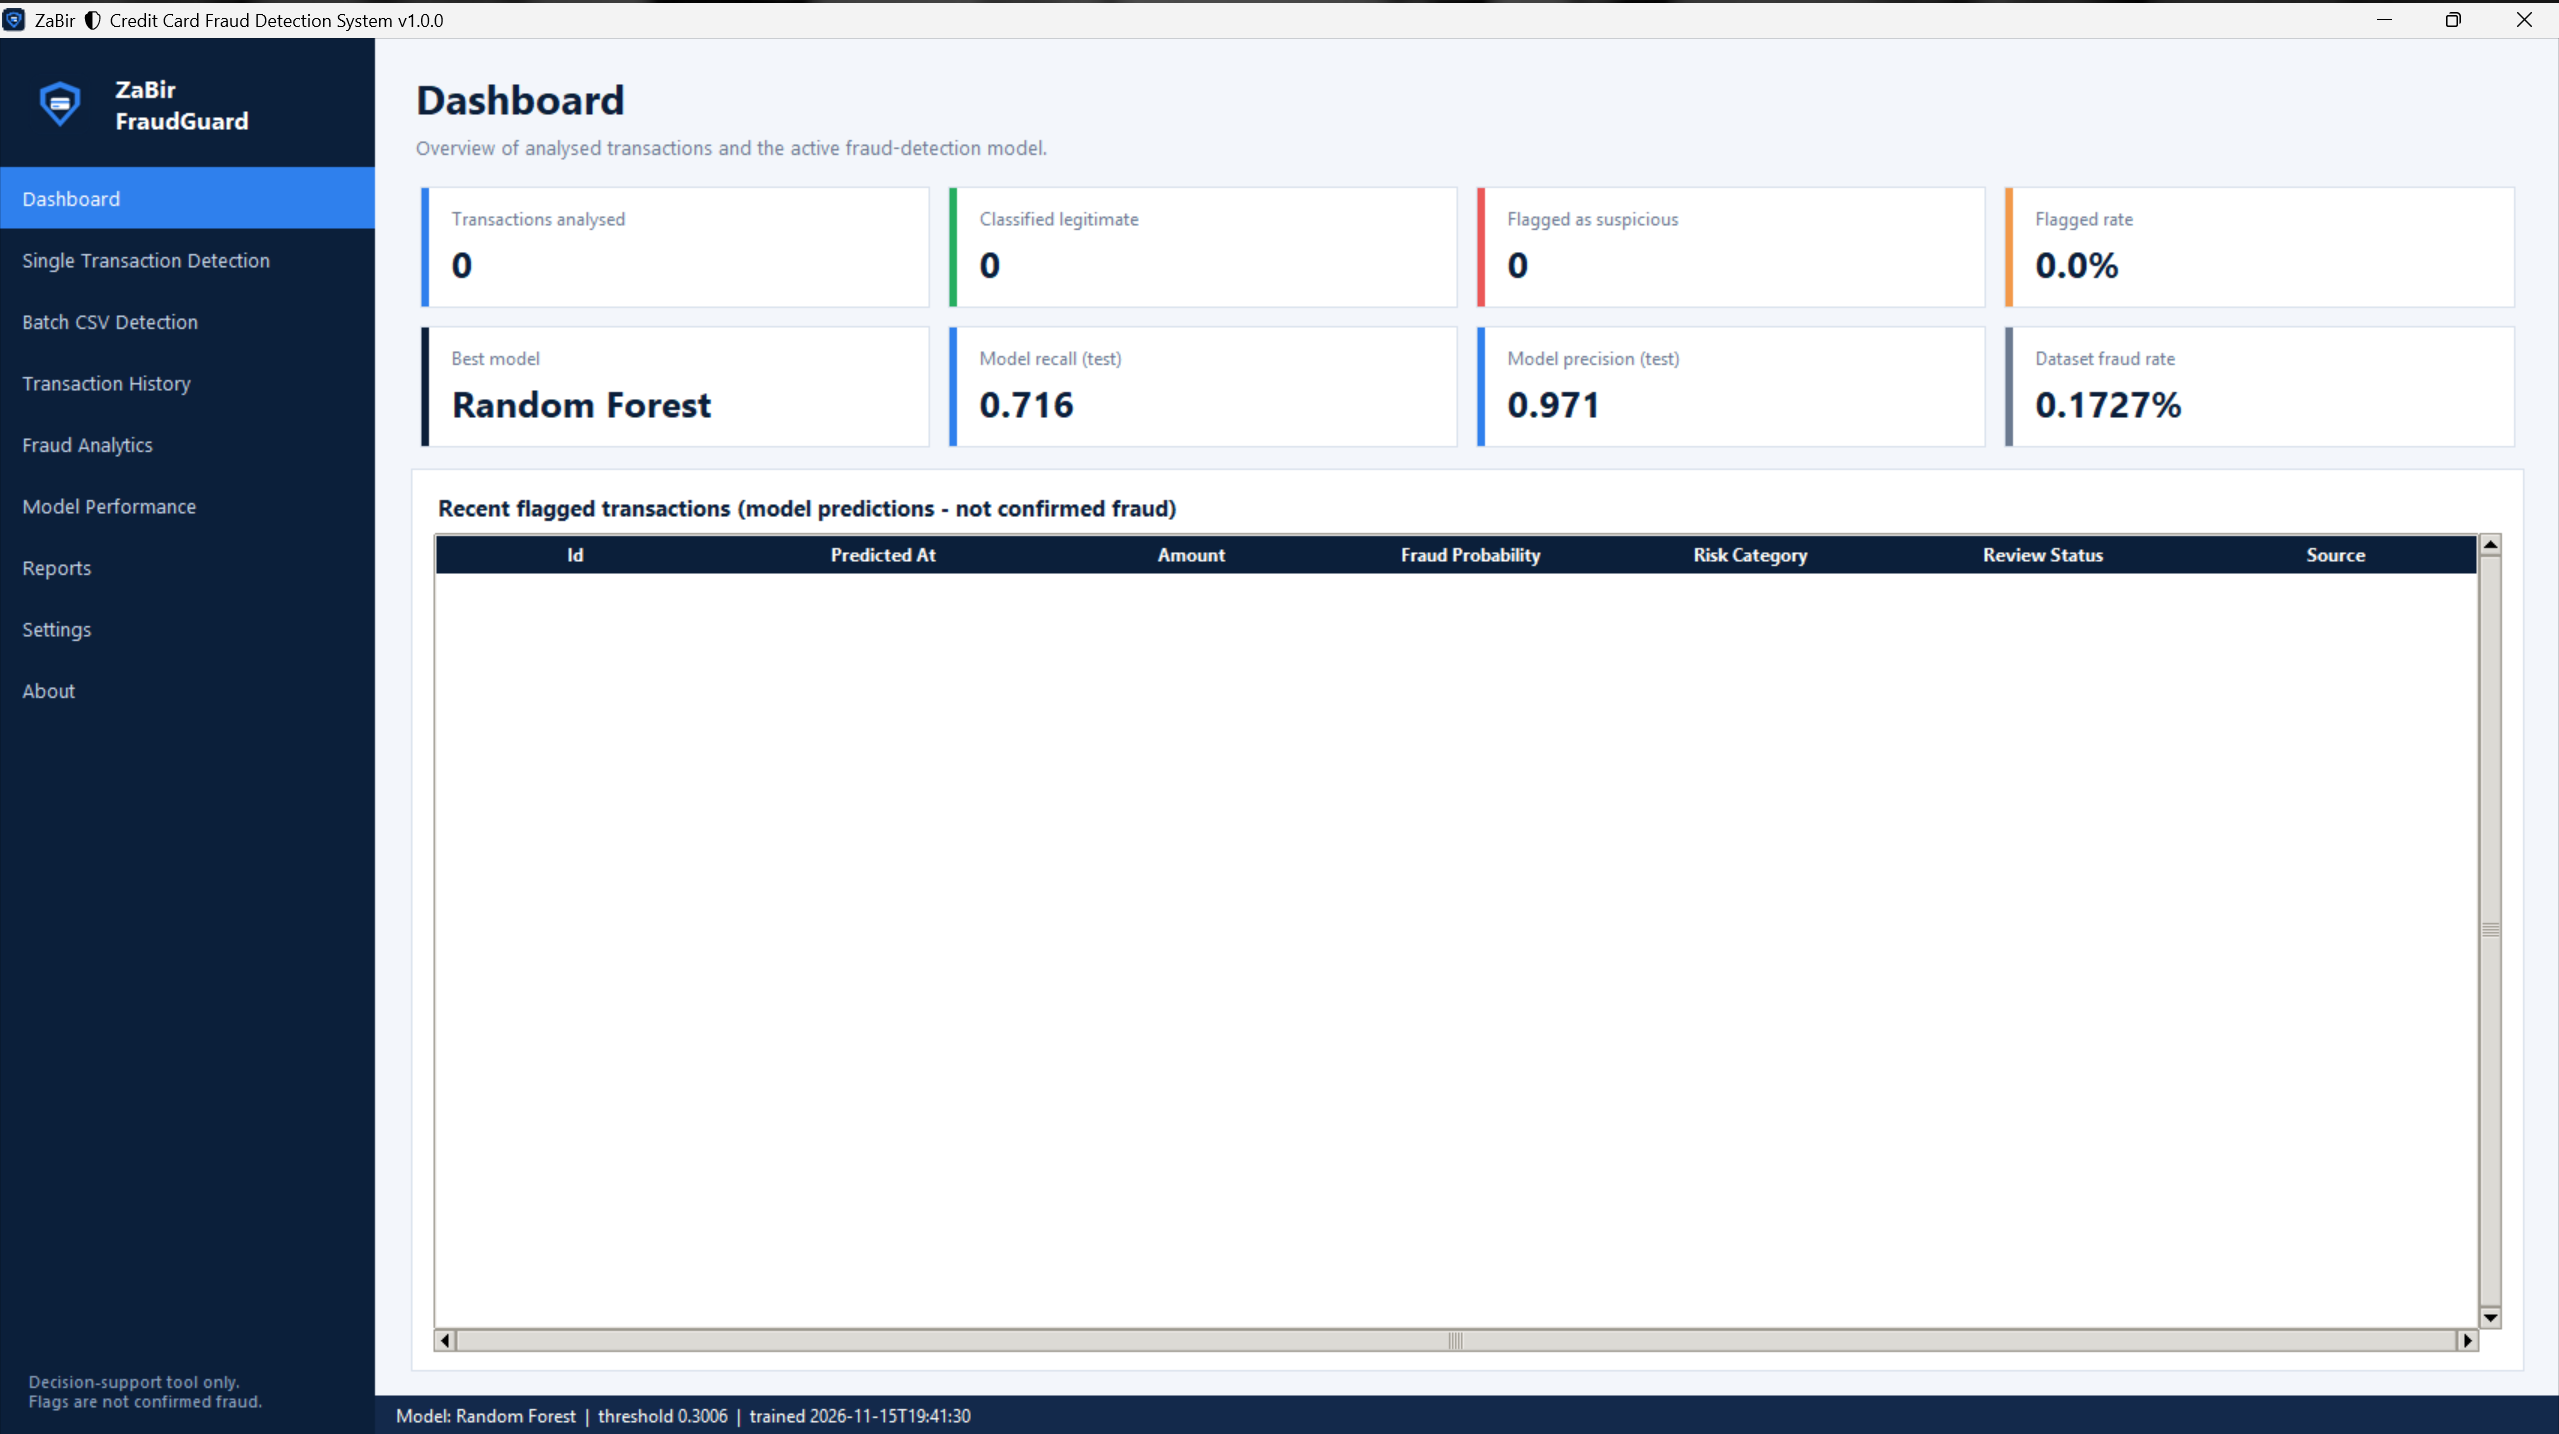 ZaBir 🛡 Credit Card Fraud Detection System v1.0.0
ZaBir
FraudGuard
Dashboard
Single Transaction Detection
Batch CSV Detection
Transaction History
Fraud Analytics
Model Performance
Reports
Settings
About
Decision-support tool only.
Flags are not confirmed fraud.
Dashboard
Overview of analysed transactions and the active fraud-detection model.
Transactions analysed
0
Classified legitimate
0
Flagged as suspicious
0
Flagged rate
0.0%
Best model
Random Forest
Model recall (test)
0.716
Model precision (test)
0.971
Dataset fraud rate
0.1727%
Recent flagged transactions (model predictions - not confirmed fraud)
Id Predicted At Amount Fraud Probability Risk Category Review Status Source
Model: Random Forest | threshold 0.3006 | trained 2026-11-15T19:41:30